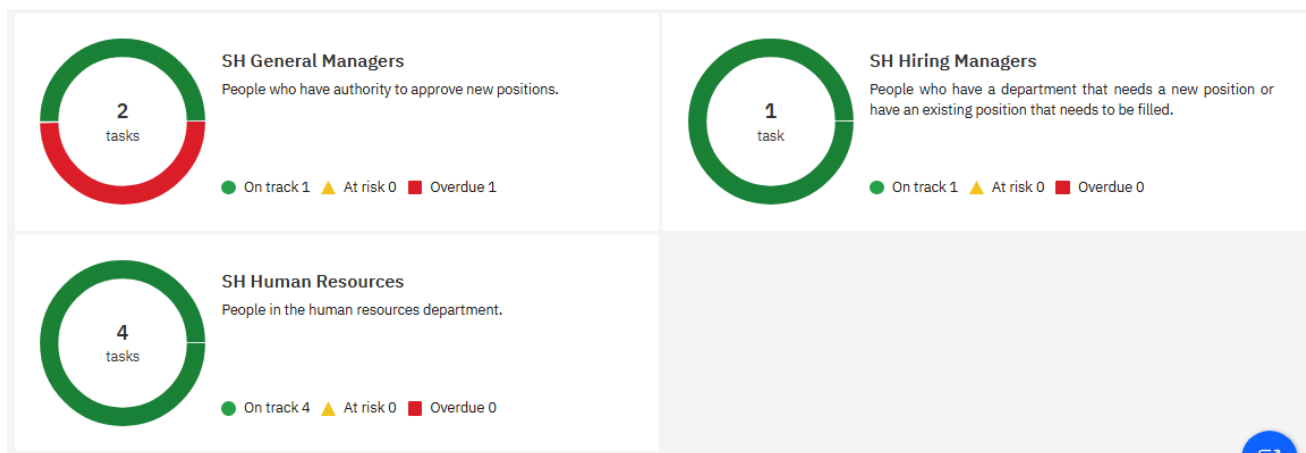 SH General Managers
People who have authority to approve new positions.
2
tasks
On track 1 At risk 0 Overdue 1
SH Hiring Managers
People who have a department that needs a new position or
have an existing position that needs to be filled.
1
task
On track 1 At risk 0 Overdue 0
SH Human Resources
People in the human resources department.
4
tasks
On track 4 At risk 0 Overdue 0